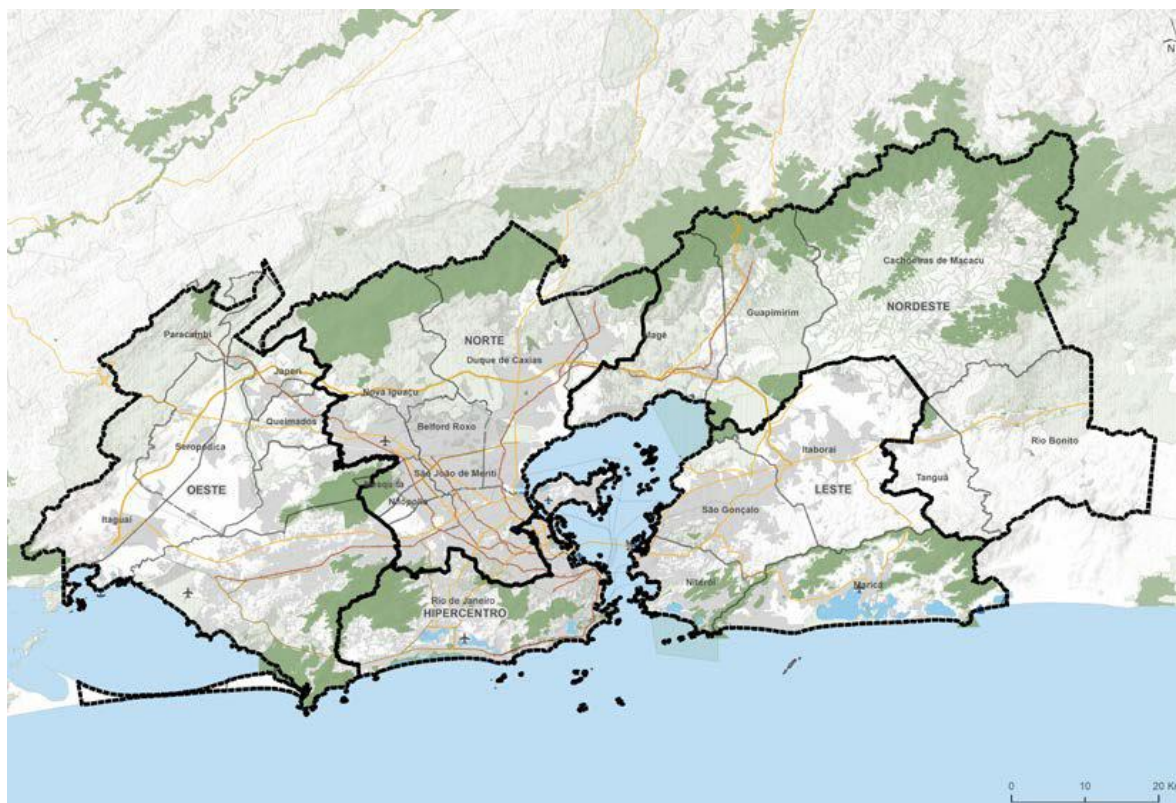 N
Cachoeiras de Macacu
NORDESTE
Guapimirim
Magé
NORTE
Duque de Caxias
Paracambi
Japeri
Nova Iguaçu
Queimados
Belford Roxo
Seropédica
São João de Meriti
Mesquita
Nilópolis
OESTE
Itaguaí
Itaboraí
Rio Bonito
Tanguá
LESTE
São Gonçalo
Niterói
Maricá
Rio de Janeiro
HIPERCENTRO
0 10 20 K